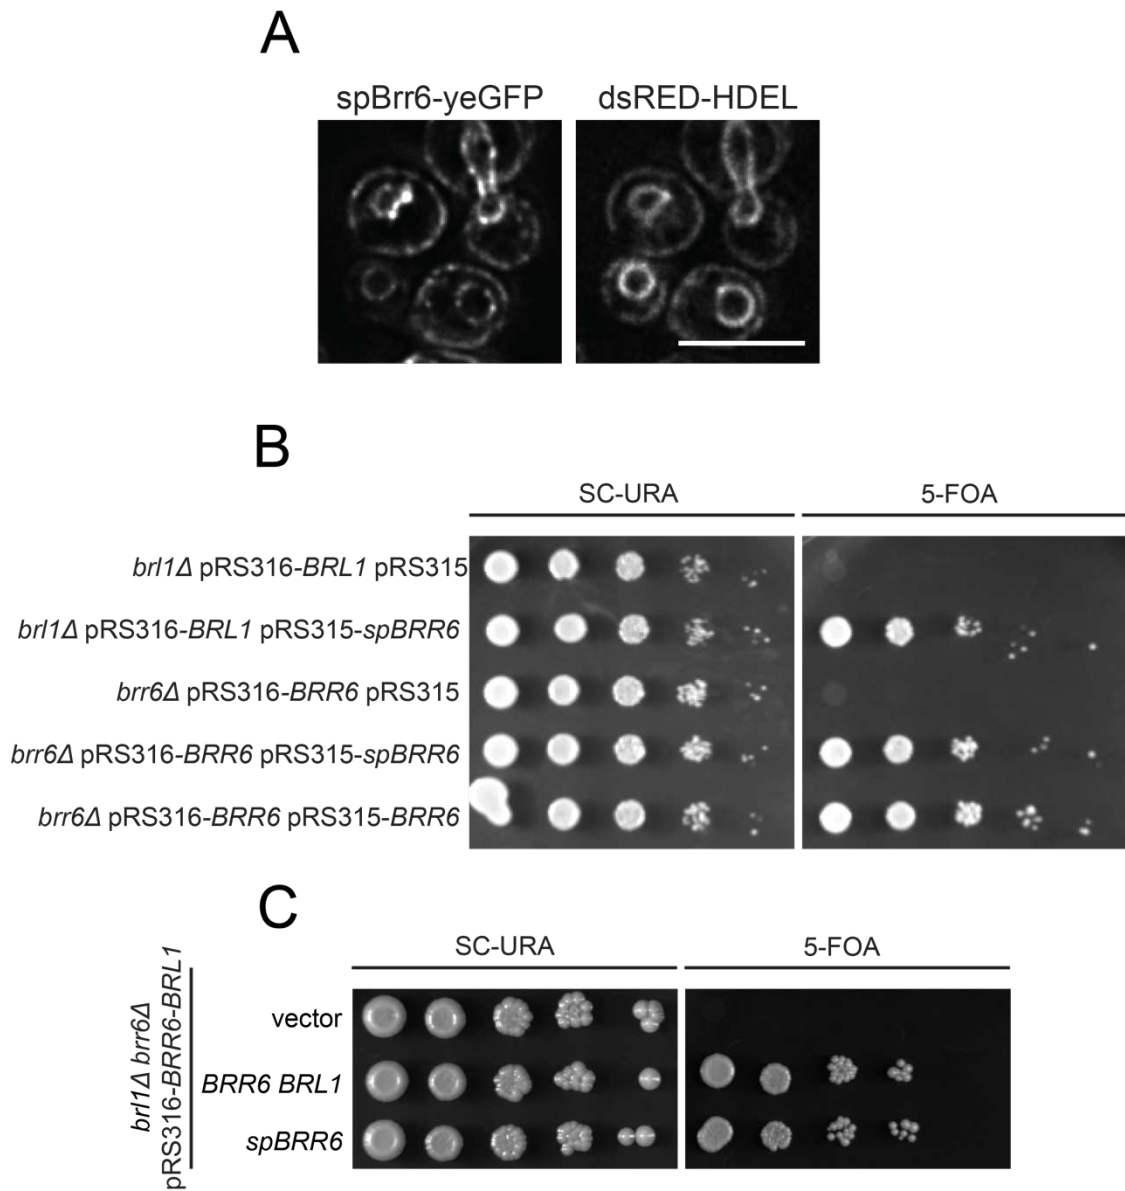 A
spBrr6-yeGFP
dsRED-HDEL
B
SC-URA
5-FOA
brl1Δ pRS316-BRL1 pRS315
brl1Δ pRS316-BRL1 pRS315-spBRR6
brr6Δ pRS316-BRR6 pRS315
brr6Δ pRS316-BRR6 pRS315-spBRR6
brr6Δ pRS316-BRR6 pRS315-BRR6
C
SC-URA
5-FOA
brl1Δ brr6Δ
pRS316-BRR6-BRL1
vector
BRR6 BRL1
spBRR6